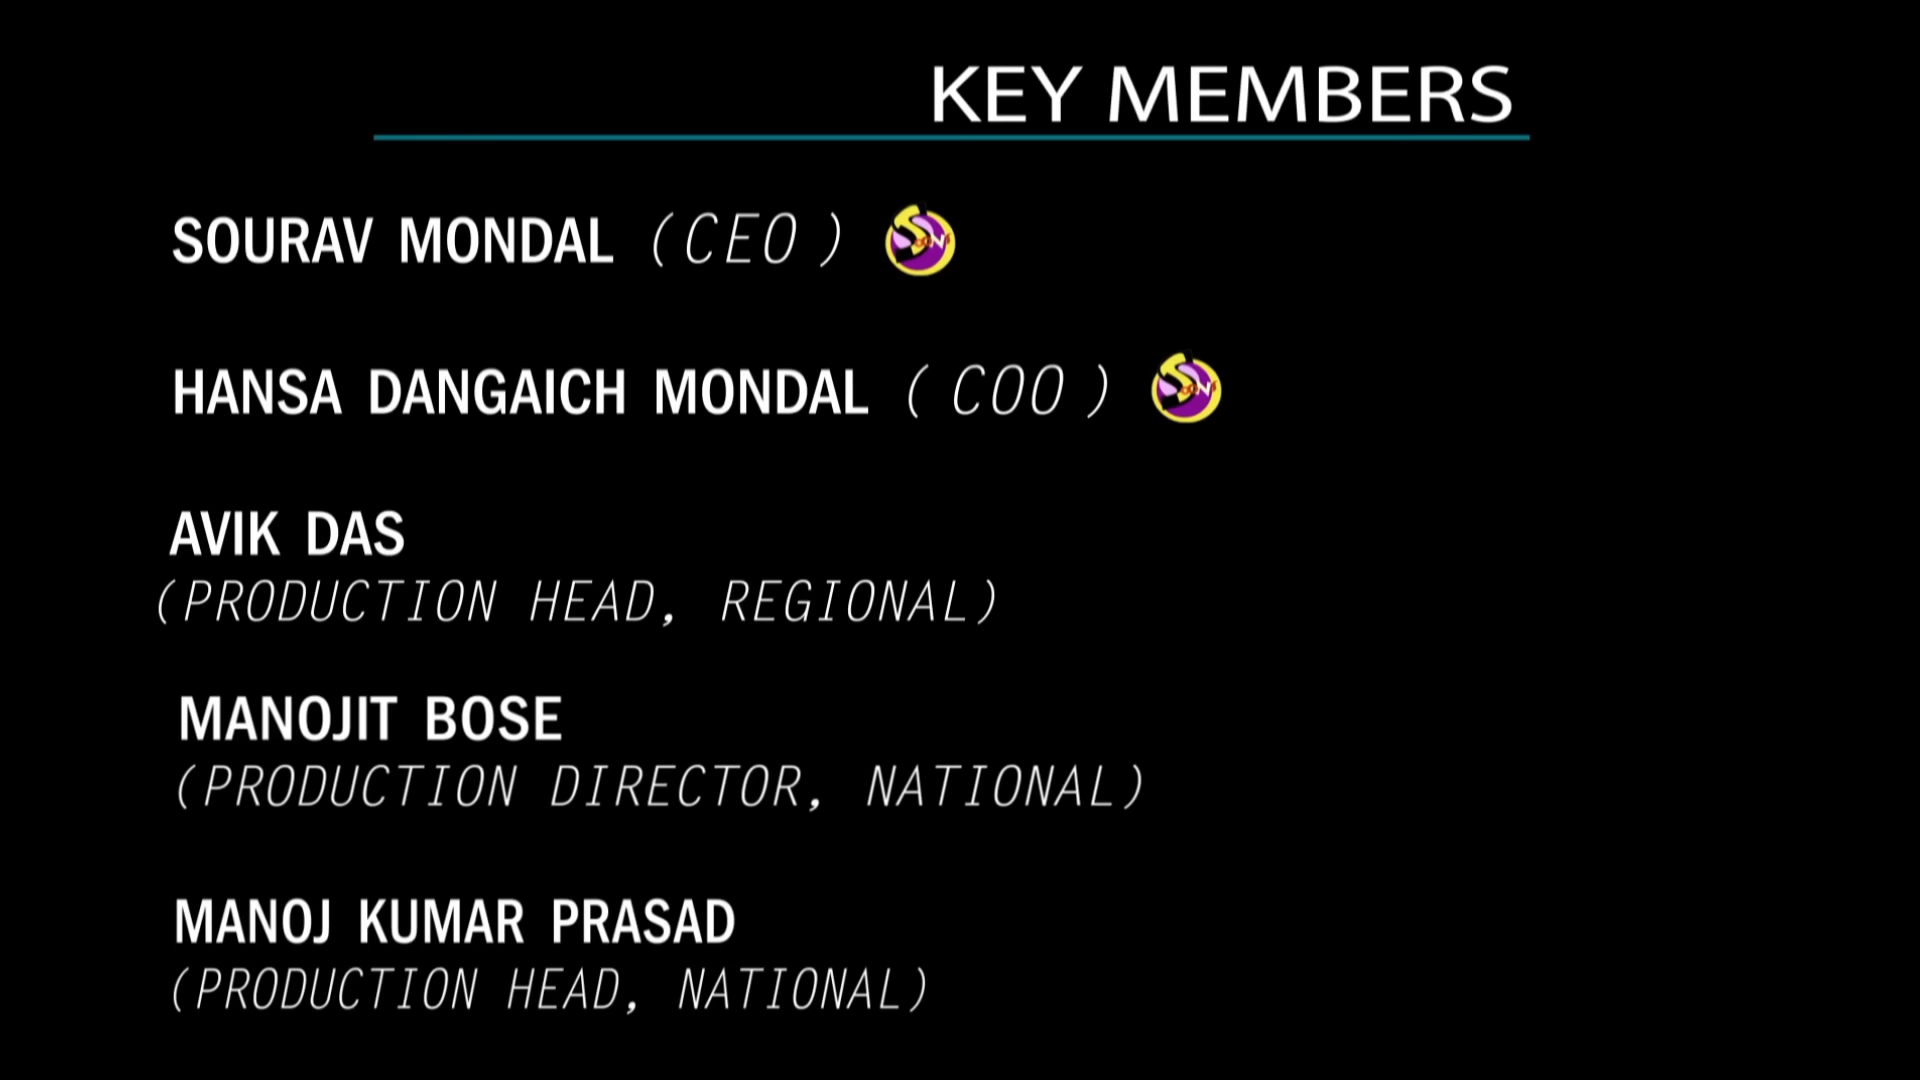 KEY MEMBERS
SOURAV MONDAL (CEO )
HANSA DANGAICH MONDAL ( COO )
AVIK DAS
(PRODUCTION HEAD, REGIONAL)
MANOJIT BOSE
(PRODUCTION DIRECTOR, NATIONAL)
MANOJ KUMAR PRASAD
(PRODUCTION HEAD, NATIONAL)